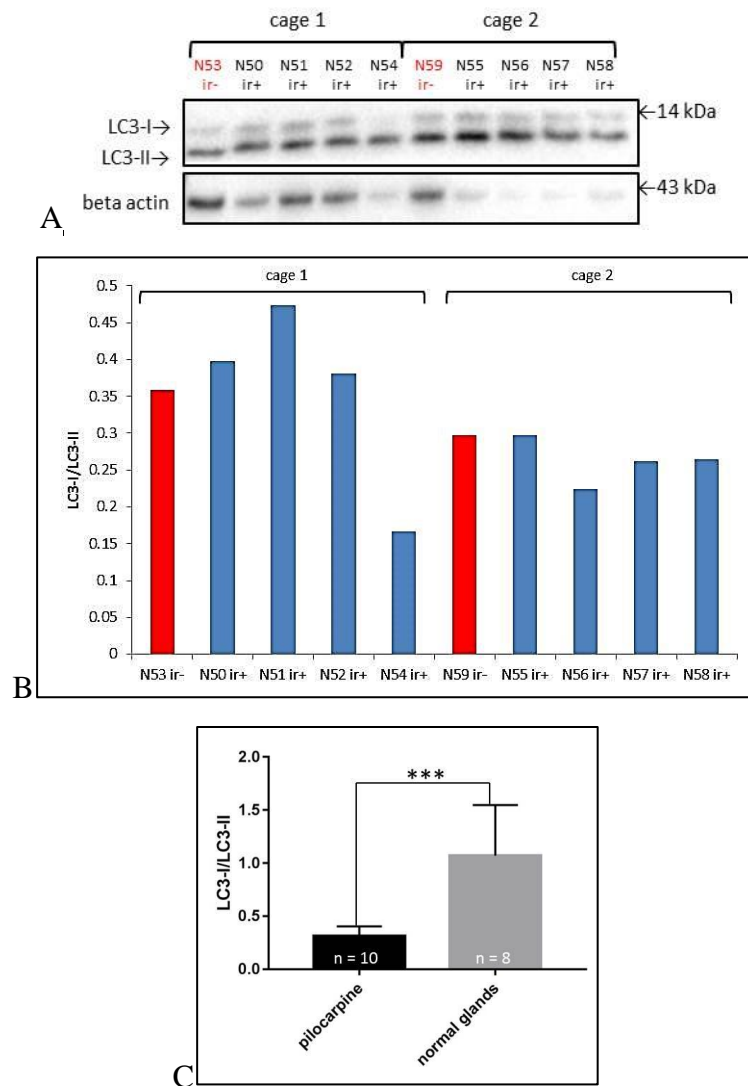 cage 1 cage 2
N53 N50 N51 N52 N54 N59 N55 N56 N57 N58
ir- ir+ ir+ ir+ ir+ ir- ir+ ir+ ir+ ir+
LC3-I→ ←14 kDa
LC3-II→
beta actin ←43 kDa
A
cage 1 cage 2
0.5
0.45
0.4
0.35
0.3
0.25
0.2
0.15
0.1
0.05
0
LC3-I/LC3-II
N53 ir- N50 ir+ N51 ir+ N52 ir+ N54 ir+ N59 ir- N55 ir+ N56 ir+ N57 ir+ N58 ir+
B
2.0
1.5
1.0
0.5
0.0
LC3-I/LC3-II
***
n = 10 n = 8
pilocarpine normal glands
C